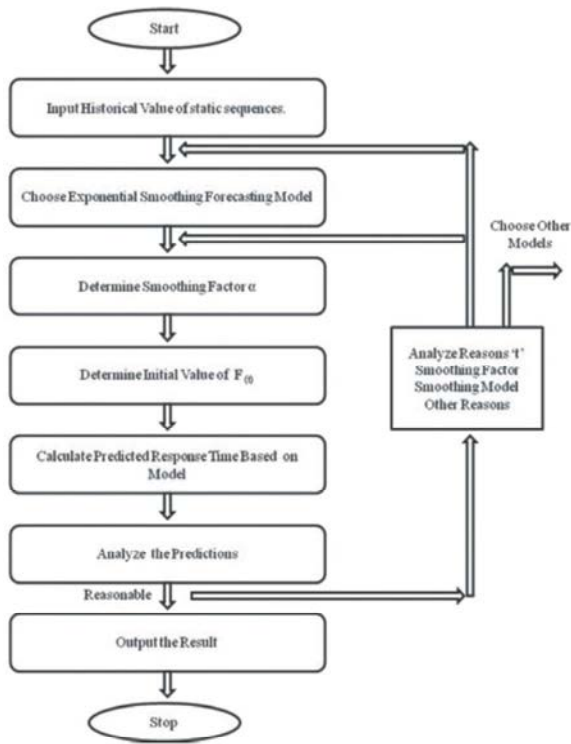 Start
Input Historical Value of static sequences.
Choose Exponential Smoothing Forecasting Model
Choose Other
Models
Determine Smoothing Factor α
Analyze Reasons 't'
Smoothing Factor
Smoothing Model
Other Reasons
Determine Initial Value of F(t)
Calculate Predicted Response Time Based on
Model
Analyze the Predictions
Reasonable
Output the Result
Stop